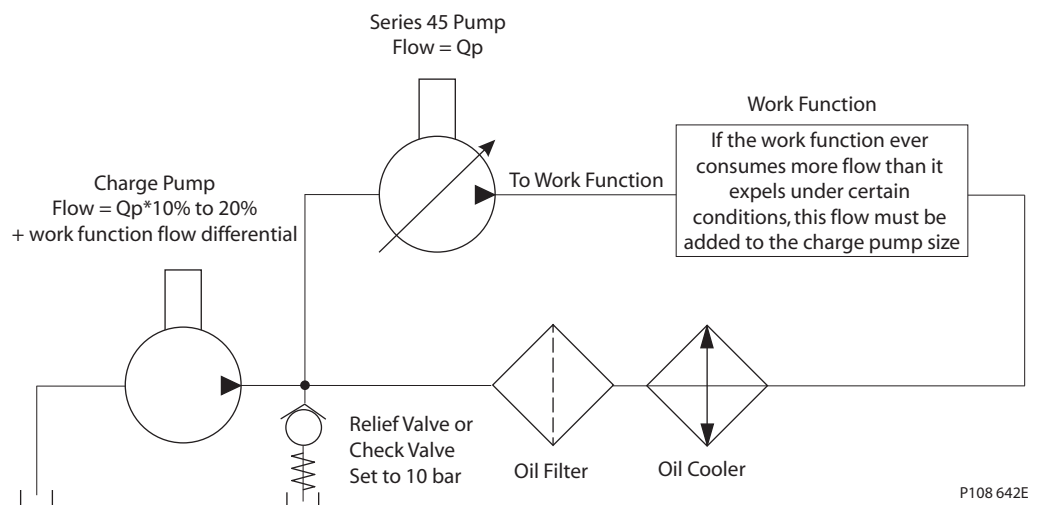 Series 45 Pump
Flow = Qp
Work Function
If the work function ever
consumes more flow than it
expels under certain
conditions, this flow must be
added to the charge pump size
To Work Function
Charge Pump
Flow = Qp*10% to 20%
+ work function flow differential
Relief Valve or
Check Valve
Set to 10 bar
Oil Filter
Oil Cooler
P108 642E